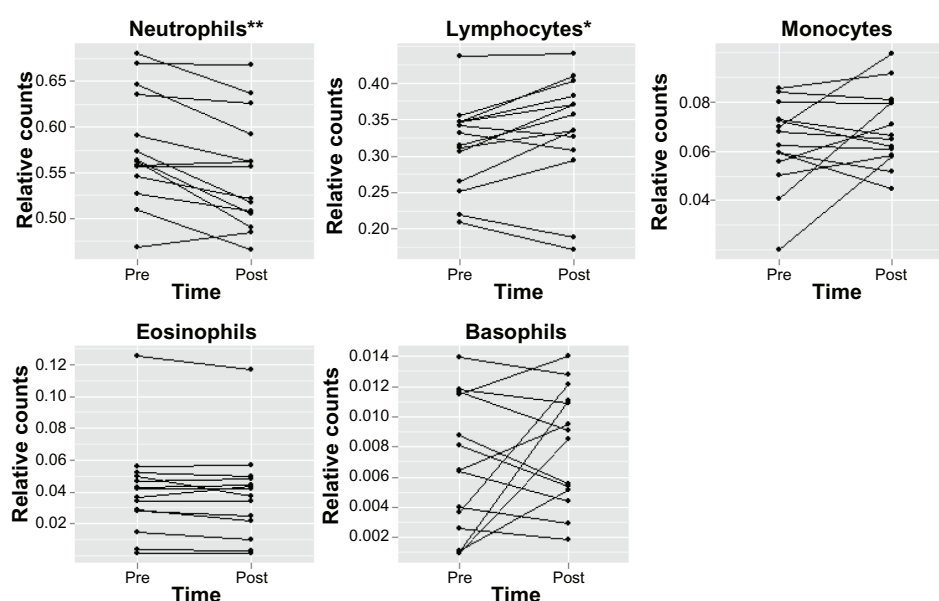 Neutrophils**
Relative counts
0.65
0.60
0.55
0.50
Pre
Post
Time
Lymphocytes*
Relative counts
0.40
0.35
0.30
0.25
0.20
Pre
Post
Time
Monocytes
Relative counts
0.08
0.06
0.04
Pre
Post
Time
Eosinophils
Relative counts
0.12
0.10
0.08
0.06
0.04
0.02
Pre
Post
Time
Basophils
Relative counts
0.014
0.012
0.010
0.008
0.006
0.004
0.002
Pre
Post
Time